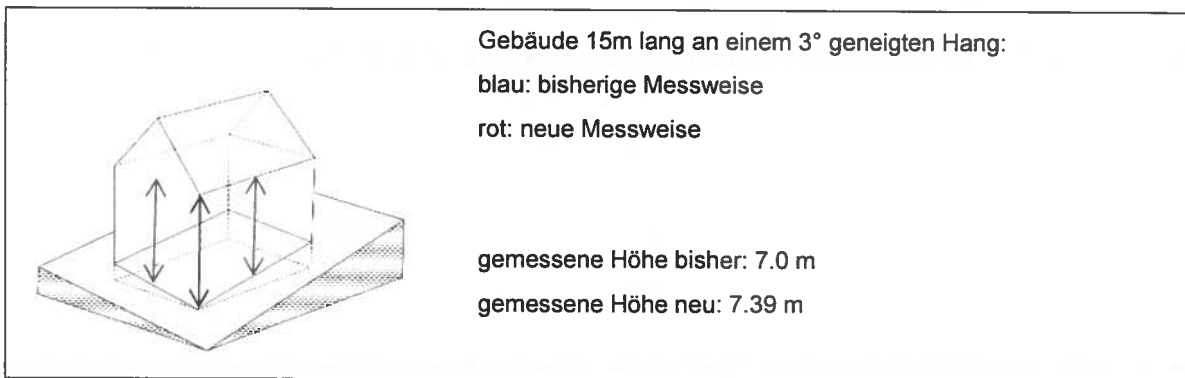 Gebäude 15m lang an einem 3° geneigten Hang:
blau: bisherige Messweise
rot: neue Messweise
gemessene Höhe bisher: 7.0 m
gemessene Höhe neu: 7.39 m